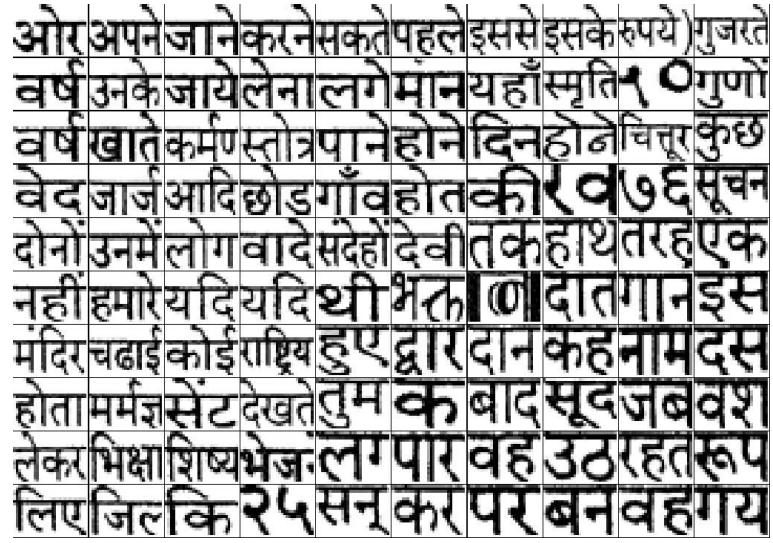 ओर अपने जाने करने सकते पहले इससे इसके रुपये) गुजरते
वर्ष उनके जाये लेना लगे मान यहाँ स्मृति १० गुणों
वर्ष खाते कर्मण स्तोत्र पाने होने दिन होने चित्तूर कुछ
वेद जार्ज आदि छोड गाँव होत की रव ७६ सूचन
दोनों उनमें लोग वादे संदेहों देवी तक हाथ तरह एक
नहीं हमारे यदि यदि थी भक्त दात गान इस
मंदिर चढाई कोई राष्ट्रिय हुए द्वार दान कह नाम दस
होता मर्मज्ञ सेंट देखते तुम क बाद सूद जब वश
लेकर भिक्षा शिष्य भेज पार वह उठ रहत रूप
लिए जिल कि २५ सन् कर पर बन वह गय